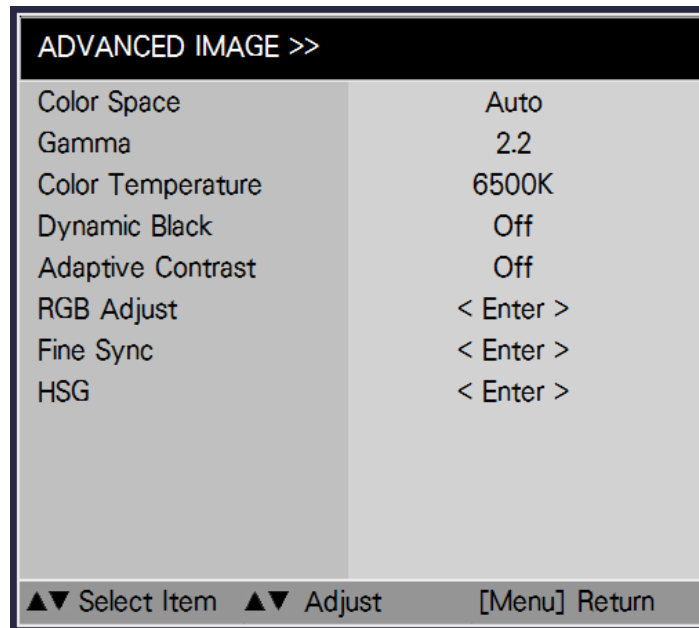 ADVANCED IMAGE >>
Color Space Auto
Gamma 2.2
Color Temperature 6500K
Dynamic Black Off
Adaptive Contrast Off
RGB Adjust < Enter >
Fine Sync < Enter >
HSG < Enter >
▲▼ Select Item ▲▼ Adjust [Menu] Return